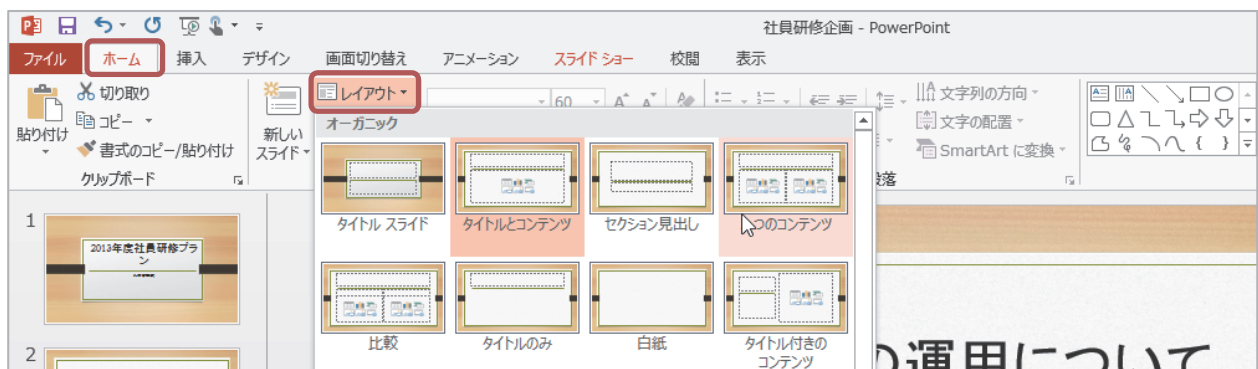 社員研修企画 - PowerPoint
ファイル ホーム 挿入 デザイン 画面切り替え アニメーション スライド ショー 校閲 表示
切り取り
コピー
書式のコピー/貼り付け
貼り付け
クリップボード
新しい
スライド
レイアウト
60
文字列の方向
文字の配置
SmartArt に変換
段落
オーガニック
タイトル スライド タイトルとコンテンツ セクション見出し つのコンテンツ
比較 タイトルのみ 白紙 タイトル付きの
コンテンツ
1
2013年度社員研修プラ
ン
2
の運用について